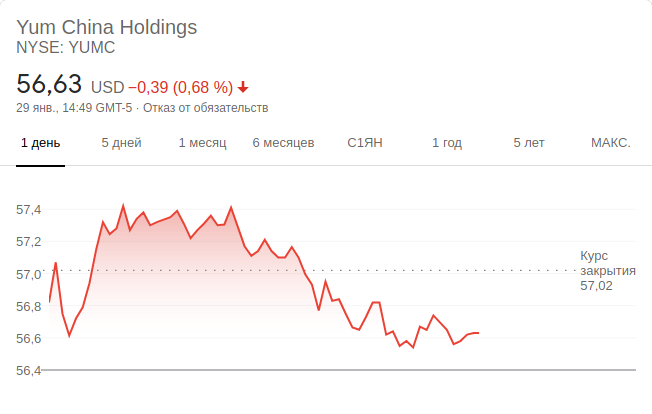 Yum China Holdings
NYSE: YUMC
56,63 USD −0,39 (0,68 %)
29 янв., 14:49 GMT-5 · Отказ от обязательств
1 день 5 дней 1 месяц 6 месяцев С1ЯН 1 год 5 лет МАКС.
57,4
57,2
57,0
56,8
56,6
56,4
Курс
закрытия
57,02